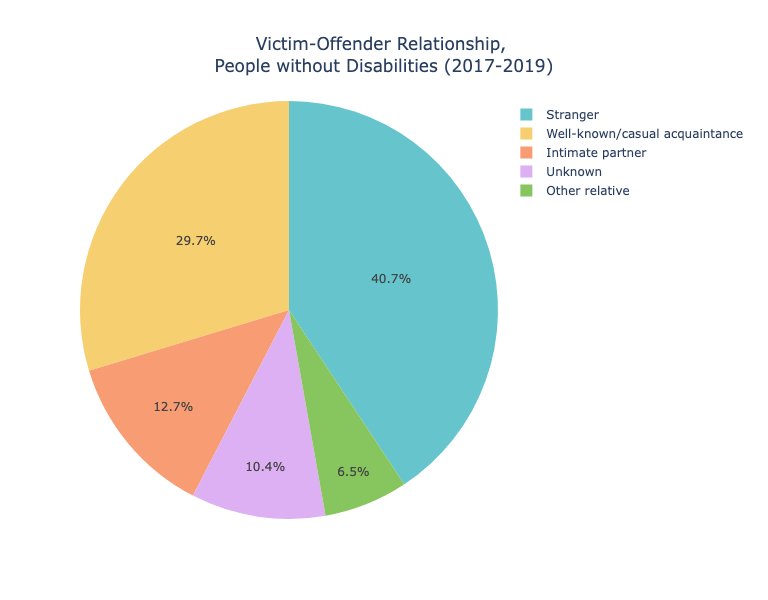 Victim-Offender Relationship,
People without Disabilities (2017-2019)
Stranger
Well-known/casual acquaintance
Intimate partner
Unknown
Other relative
29.7%
40.7%
12.7%
10.4%
6.5%